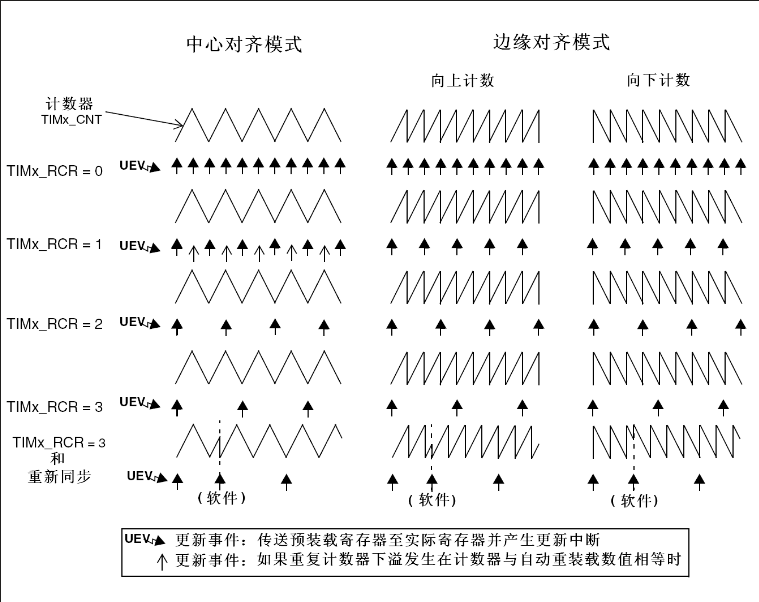 中心对齐模式
边缘对齐模式
向上计数
向下计数
计数器
TIMx_CNT
TIMx_RCR = 0
UEV
TIMx_RCR = 1
UEV
TIMx_RCR = 2
UEV
TIMx_RCR = 3
UEV
TIMx_RCR = 3
和
重新同步
UEV
(软件)
(软件)
(软件)
UEV 更新事件：传送预装载寄存器至实际寄存器并产生更新中断
更新事件：如果重复计数器下溢发生在计数器与自动重装载数值相等时